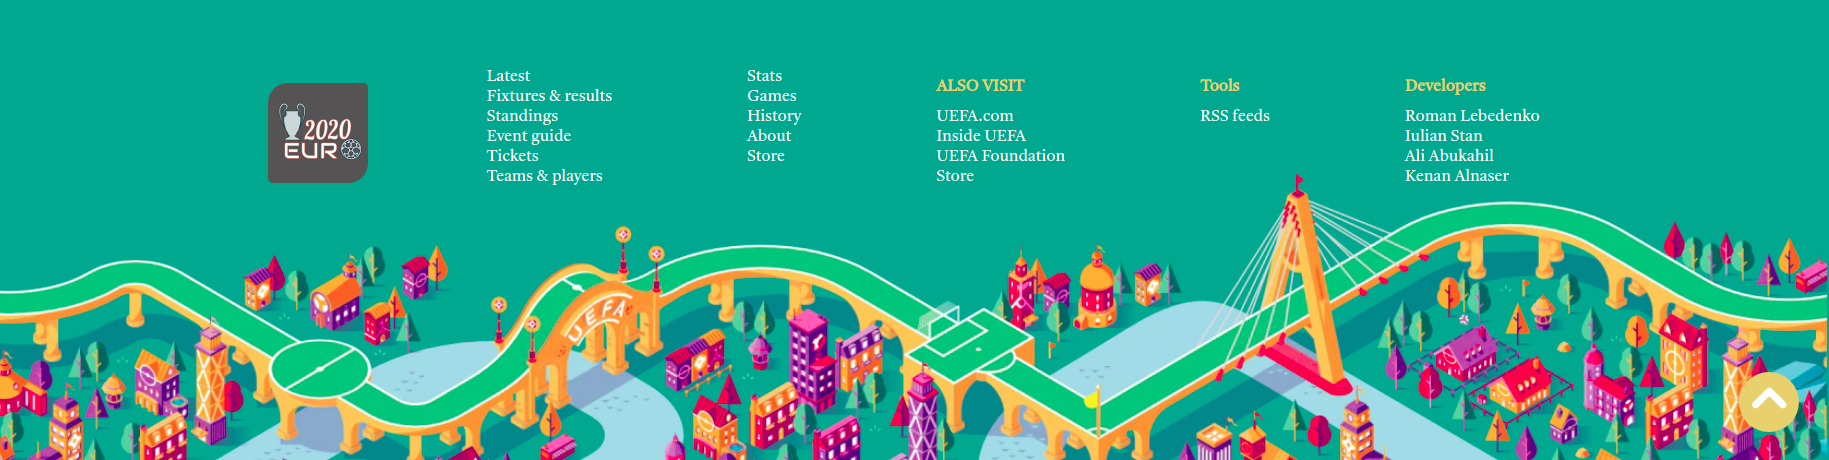 2020
EURO
Latest
Fixtures & results
Standings
Event guide
Tickets
Teams & players
Stats
Games
History
About
Store
ALSO VISIT
UEFA.com
Inside UEFA
UEFA Foundation
Store
Tools
RSS feeds
Developers
Roman Lebedenko
Iulian Stan
Ali Abukahil
Kenan Alnaser
UEFA